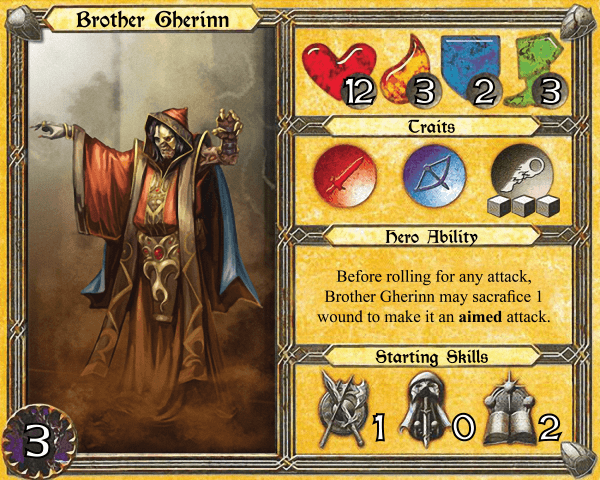 Brother Gherinn
12 3 2 3
Traits
Hero Ability
Before rolling for any attack,
Brother Gherinn may sacrafice 1
wound to make it an aimed attack.
Starting Skills
1 0 2
3